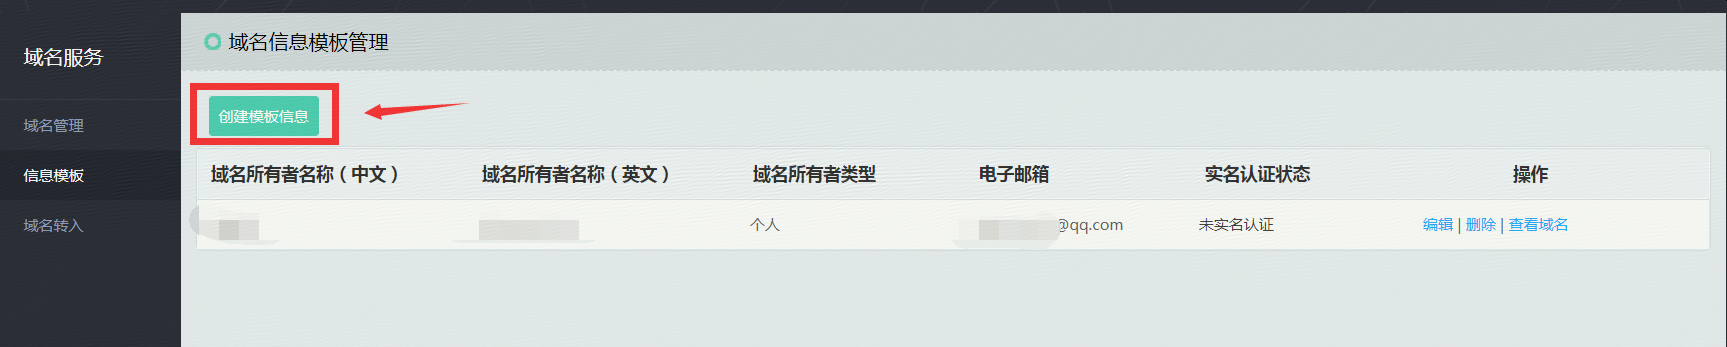 域名服务
域名管理
信息模板
域名转入
域名信息模板管理
创建模板信息
域名所有者名称（中文） 域名所有者名称（英文） 域名所有者类型 电子邮箱 实名认证状态 操作
个人 @qq.com 未实名认证 编辑 | 删除 | 查看域名